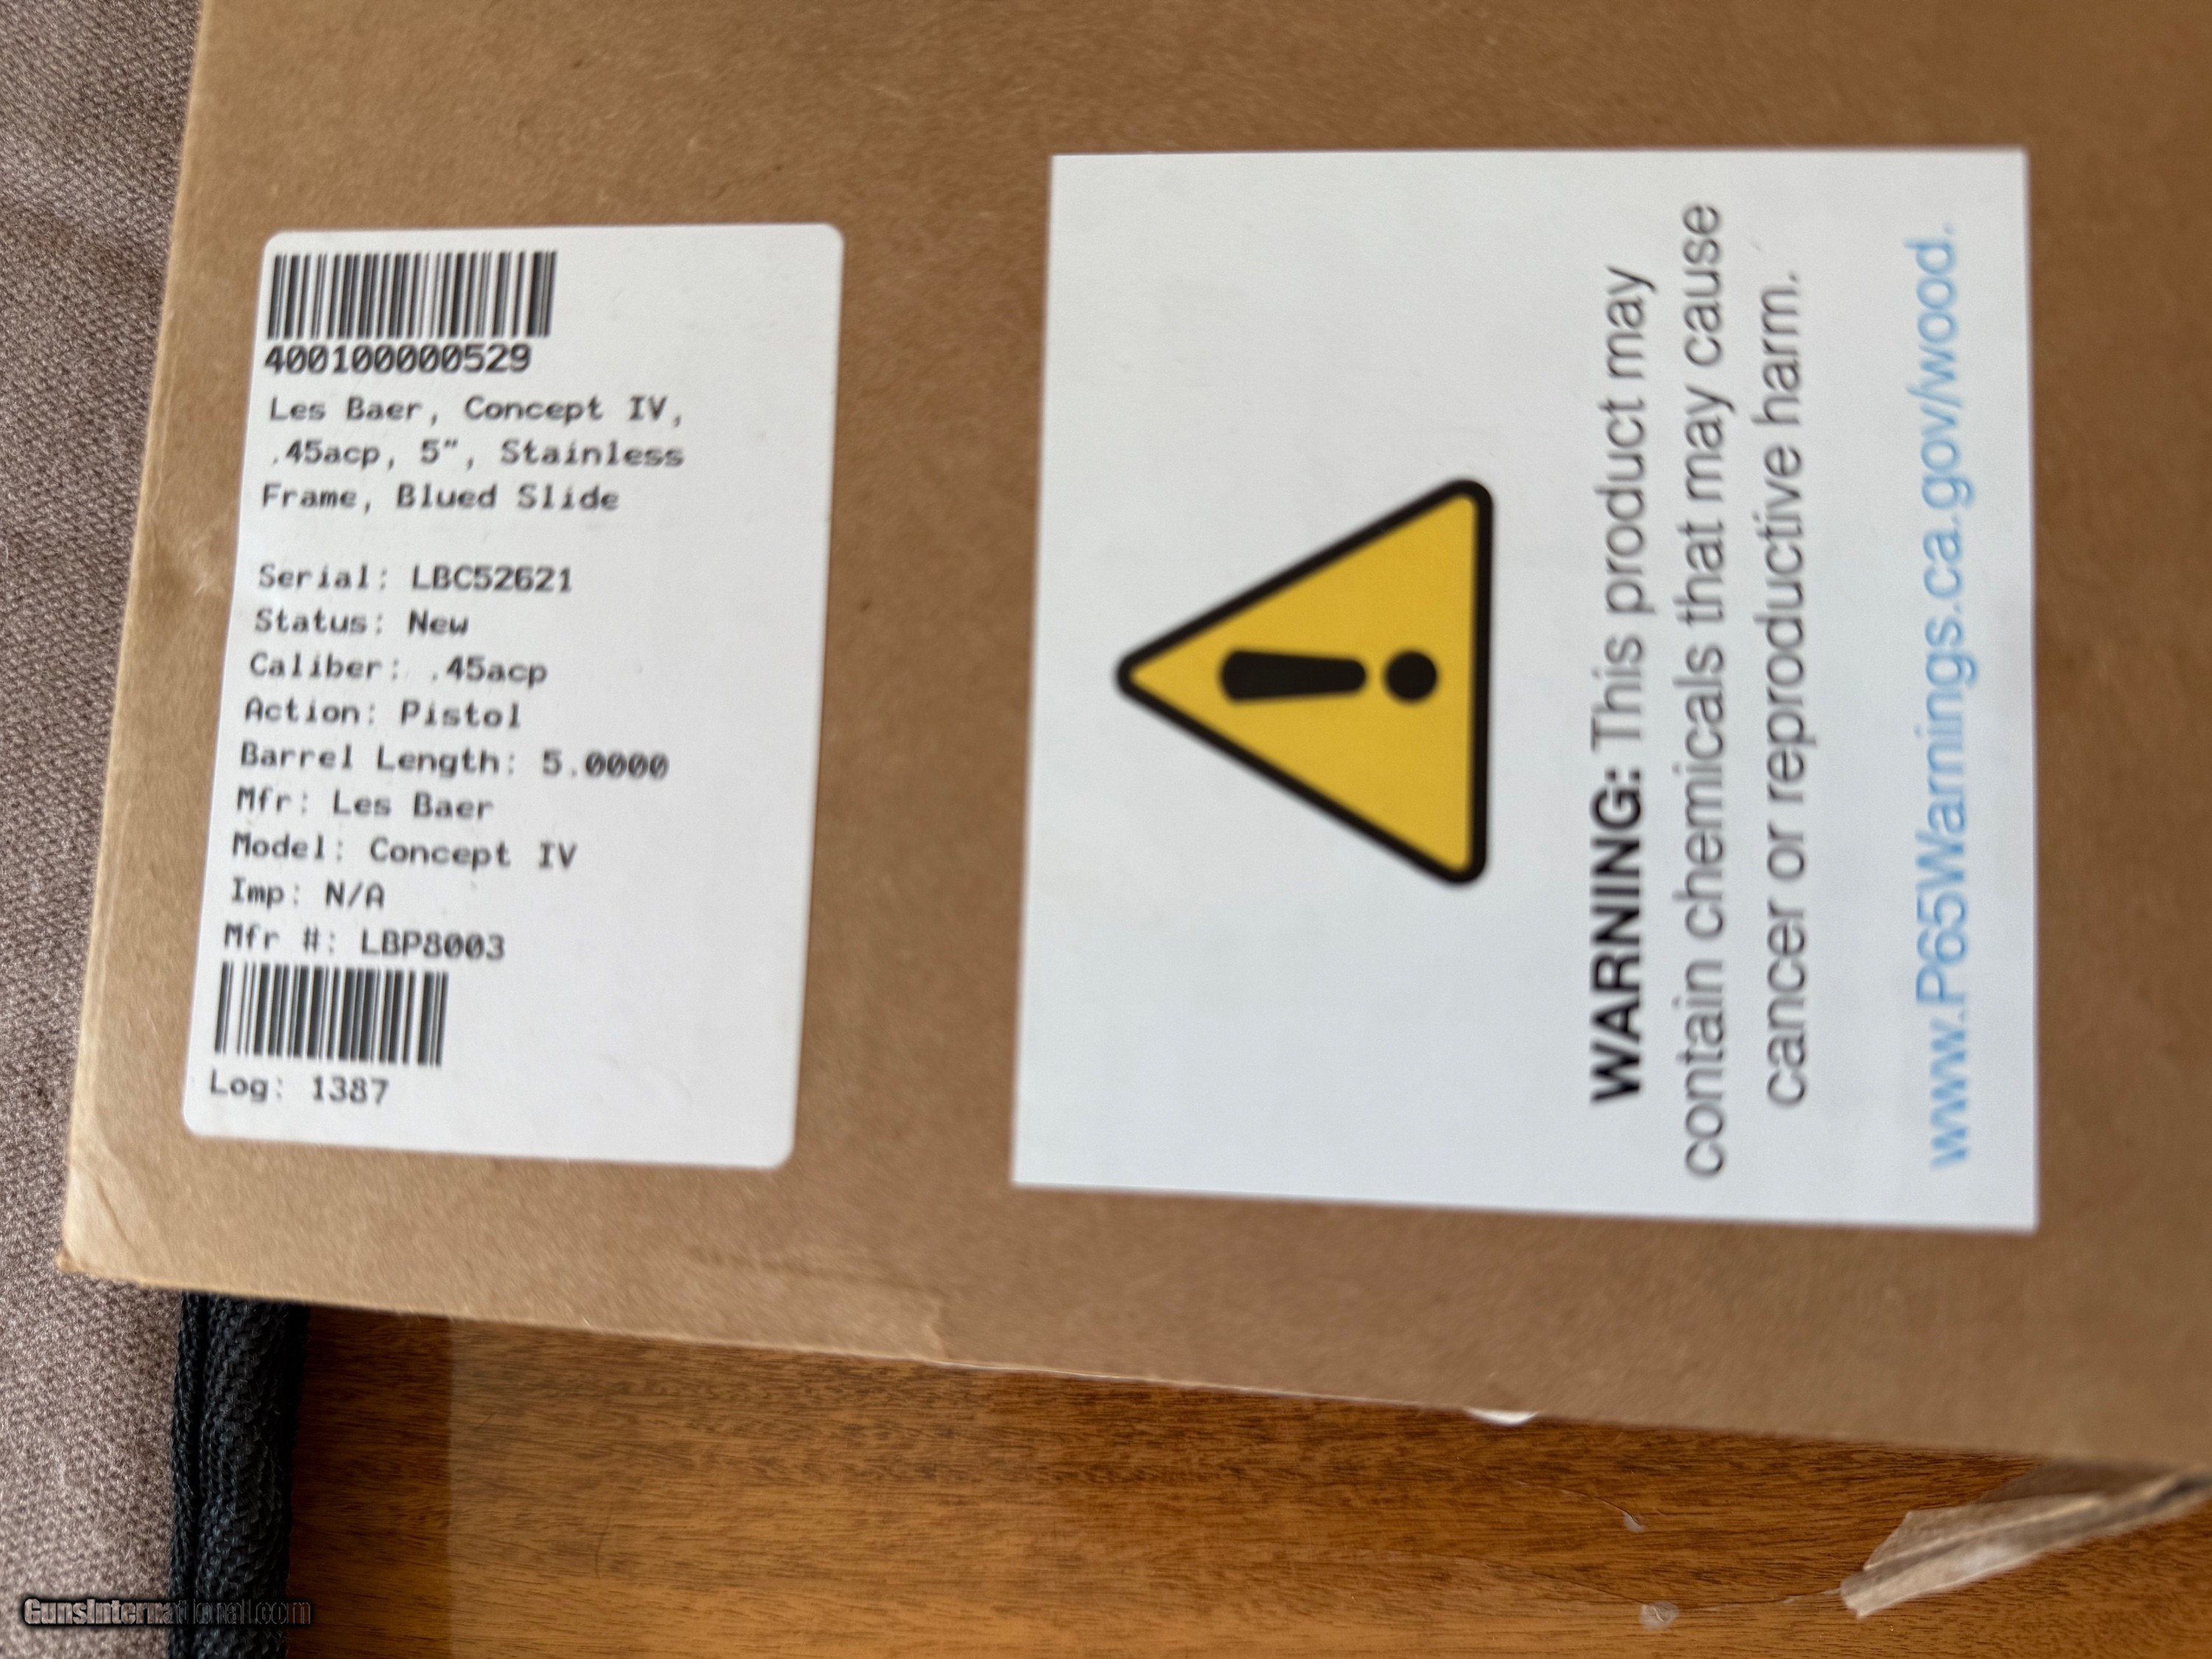 400100000529
Les Baer, Concept IV,
.45acp, 5", Stainless
Frame, Blued Slide
Serial: LBC52621
Status: New
Caliber: .45acp
Action: Pistol
Barrel Length: 5.0000
Mfr: Les Baer
Model: Concept IV
Imp: N/A
Mfr #: LBP8003
Log: 1387
WARNING: This product may
contain chemicals that may cause
cancer or reproductive harm.
www.P65Warnings.ca.gov/wood.
GunsInternational.com